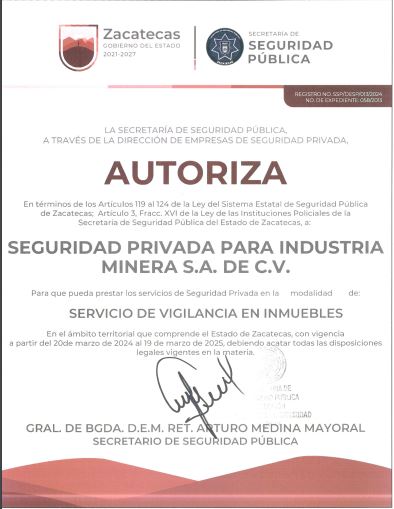 Zacatecas
GOBIERNO DEL ESTADO
2021-2027
SECRETARÍA DE
SEGURIDAD
PÚBLICA
REGISTRO NO. SSP/DESP/013/2024
NO. DE EXPEDIENTE: 058/2013
LA SECRETARÍA DE SEGURIDAD PÚBLICA,
A TRAVÉS DE LA DIRECCIÓN DE EMPRESAS DE SEGURIDAD PRIVADA,
AUTORIZA
En términos de los Artículos 119 al 124 de la Ley del Sistema Estatal de Seguridad Pública
de Zacatecas; Artículo 3, Fracc. XVI de la Ley de las Instituciones Policiales de la
Secretaría de Seguridad Pública del Estado de Zacatecas, a:
SEGURIDAD PRIVADA PARA INDUSTRIA
MINERA S.A. DE C.V.
Para que pueda prestar los servicios de Seguridad Privada en la modalidad de:
SERVICIO DE VIGILANCIA EN INMUEBLES
En el ámbito territorial que comprende el Estado de Zacatecas, con vigencia
a partir del 20de marzo de 2024 al 19 de marzo de 2025, debiendo acatar todas las disposiciones
legales vigentes en la materia.
GRAL. DE BGDA. D.E.M. RET. ARTURO MEDINA MAYORAL
SECRETARIO DE SEGURIDAD PÚBLICA